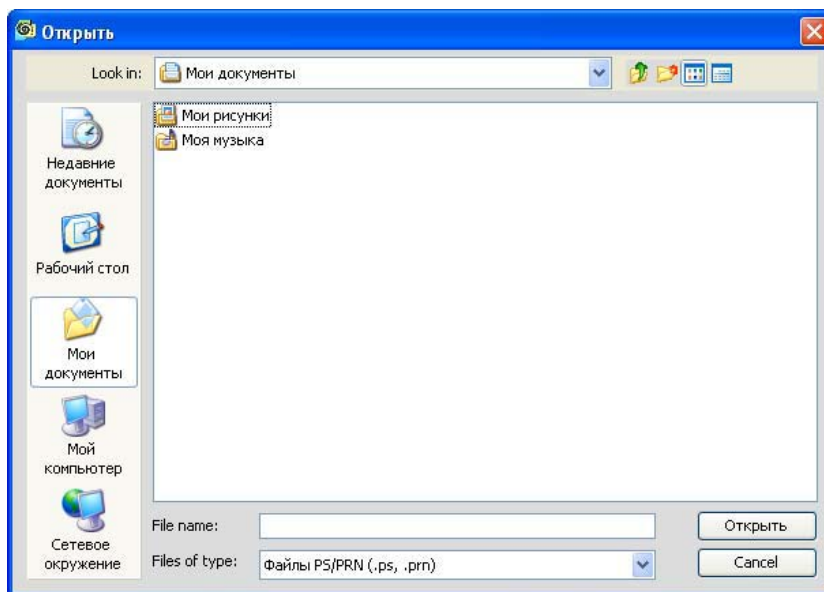 Открыть
Look in: Мои документы
Мои рисунки
Моя музыка
Недавние
документы
Рабочий стол
Мои
документы
Мой
компьютер
Сетевое
окружение
File name: Открыть
Files of type: Файлы PS/PRN (.ps, .prn) Cancel